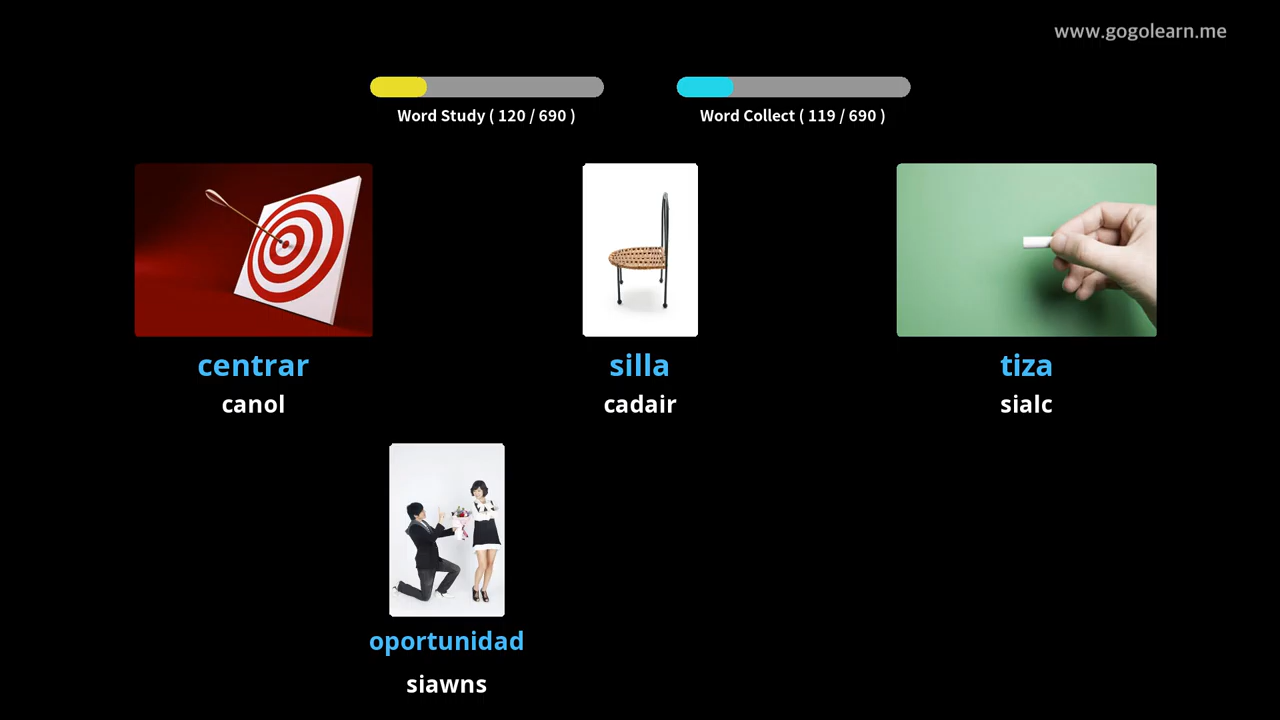 www.gogolearn.me
Word Study ( 120 / 690 )
Word Collect ( 119 / 690 )
centrar
silla
tiza
canol
cadair
sialc
oportunidad
siawns